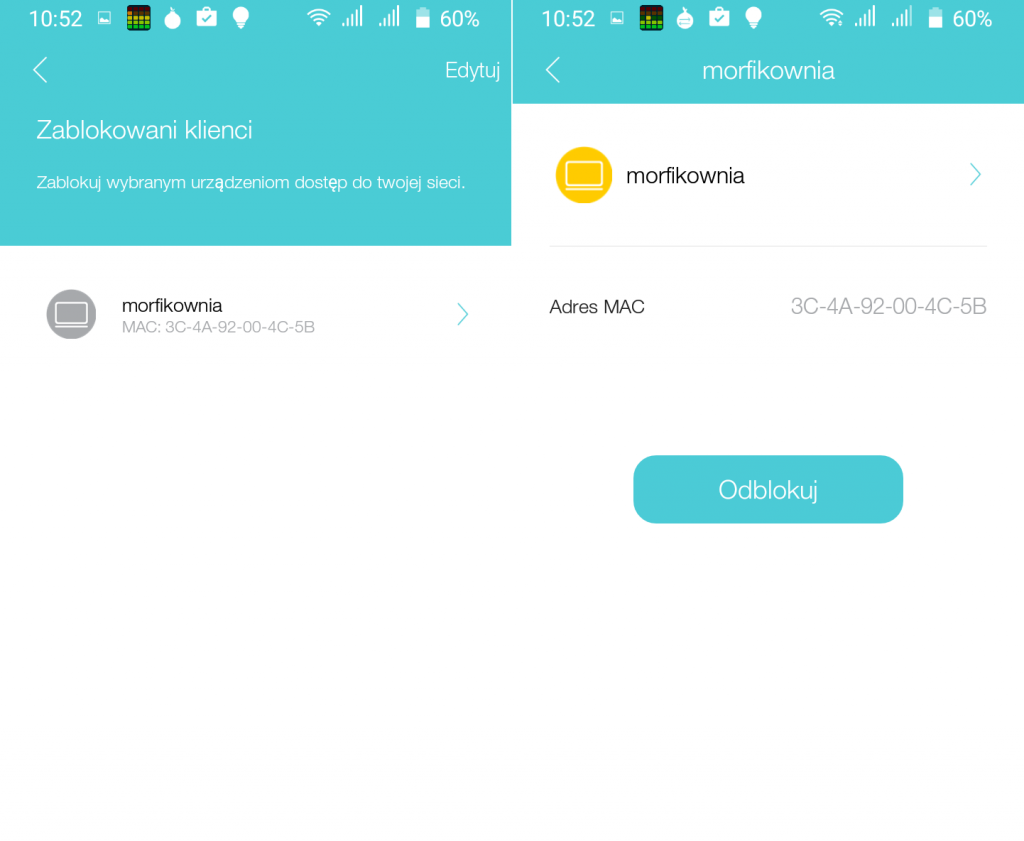 10:52 60%
Edytuj
Zablokowani klienci
Zablokuj wybranym urządzeniom dostęp do twojej sieci.
morfikownia
MAC: 3C-4A-92-00-4C-5B
10:52 60%
morfikownia
morfikownia
Adres MAC 3C-4A-92-00-4C-5B
Odblokuj